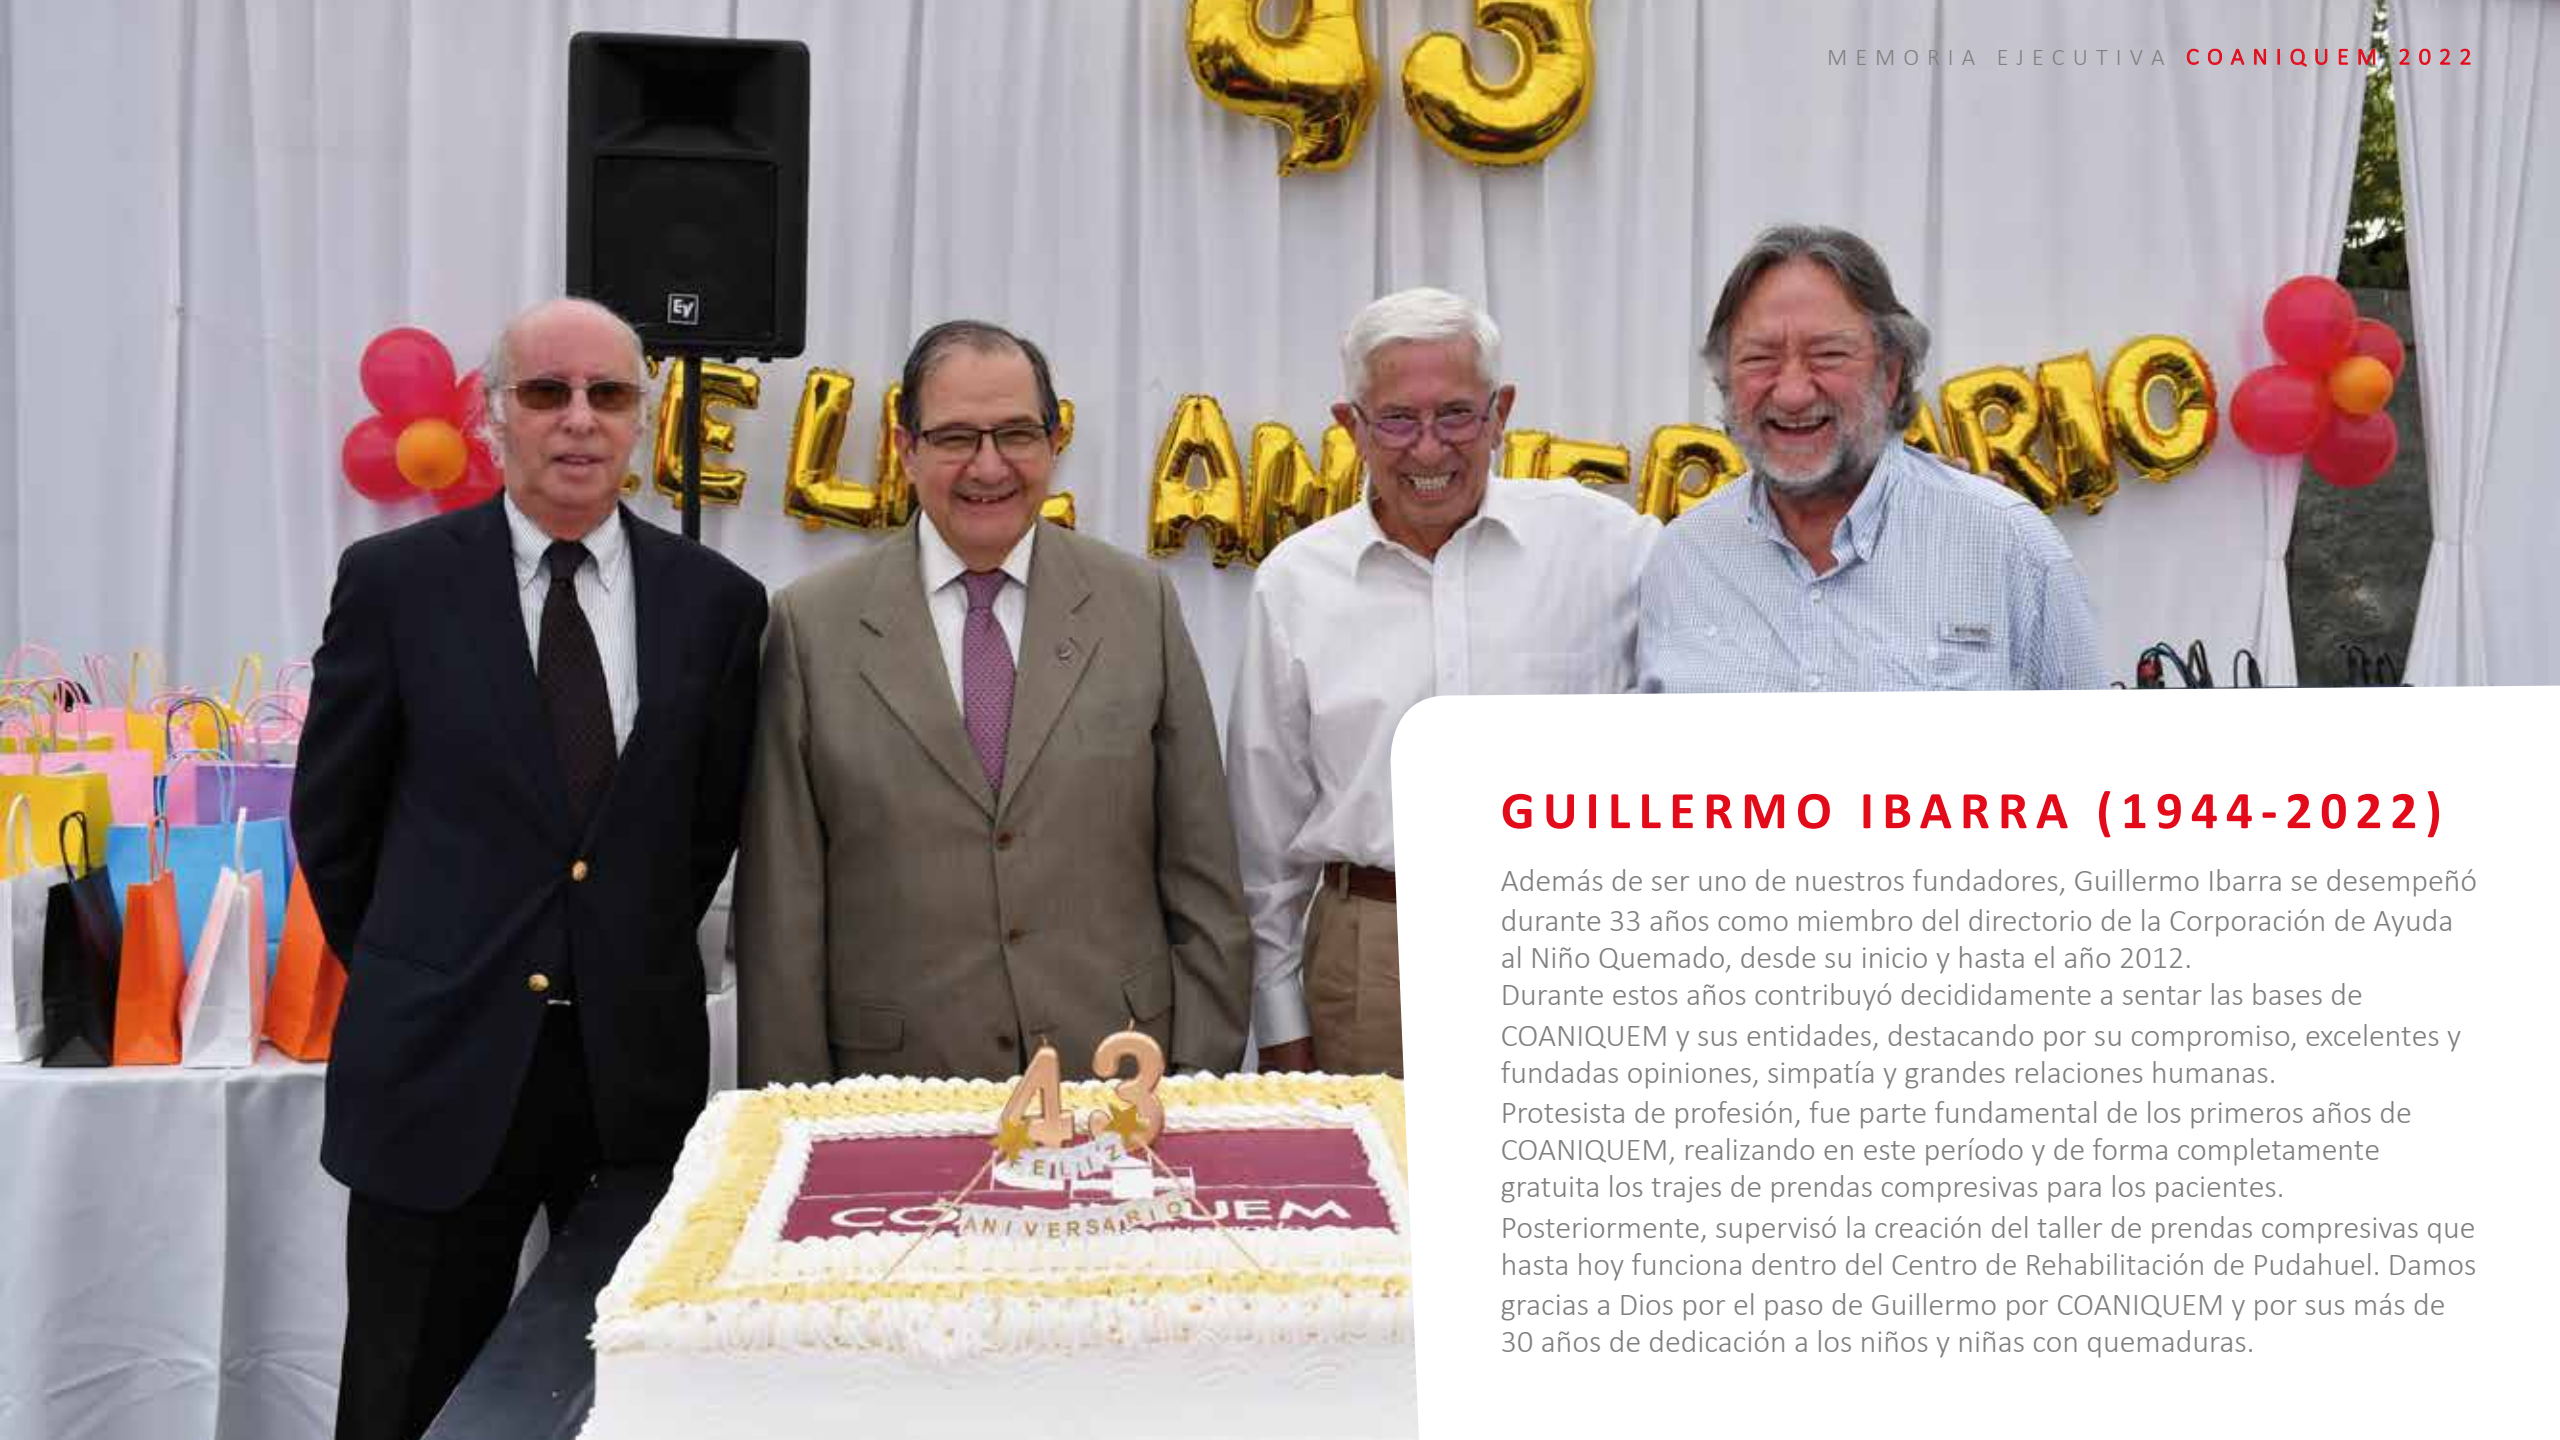 43
MEMORIA EJECUTIVA COANIQUEM 2022
EV
FELIZ ANIVERSARIO
GUILLERMO IBARRA (1944-2022)
Además de ser uno de nuestros fundadores, Guillermo Ibarra se desempeñó
durante 33 años como miembro del directorio de la Corporación de Ayuda
al Niño Quemado, desde su inicio y hasta el año 2012.
Durante estos años contribuyó decididamente a sentar las bases de
COANIQUEM y sus entidades, destacando por su compromiso, excelentes y
fundadas opiniones, simpatía y grandes relaciones humanas.
Protesista de profesión, fue parte fundamental de los primeros años de
COANIQUEM, realizando en este período y de forma completamente
gratuita los trajes de prendas compresivas para los pacientes.
Posteriormente, supervisó la creación del taller de prendas compresivas que
hasta hoy funciona dentro del Centro de Rehabilitación de Pudahuel. Damos
gracias a Dios por el paso de Guillermo por COANIQUEM y por sus más de
30 años de dedicación a los niños y niñas con quemaduras.
43
FELIZ
ANIVERSARIO
COANIQUEM